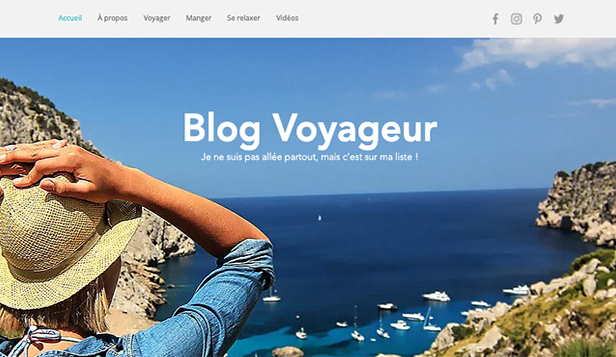 Accueil À propos Voyager Manger Se relaxer Vidéos
Blog Voyageur
Je ne suis pas allée partout, mais c'est sur ma liste !